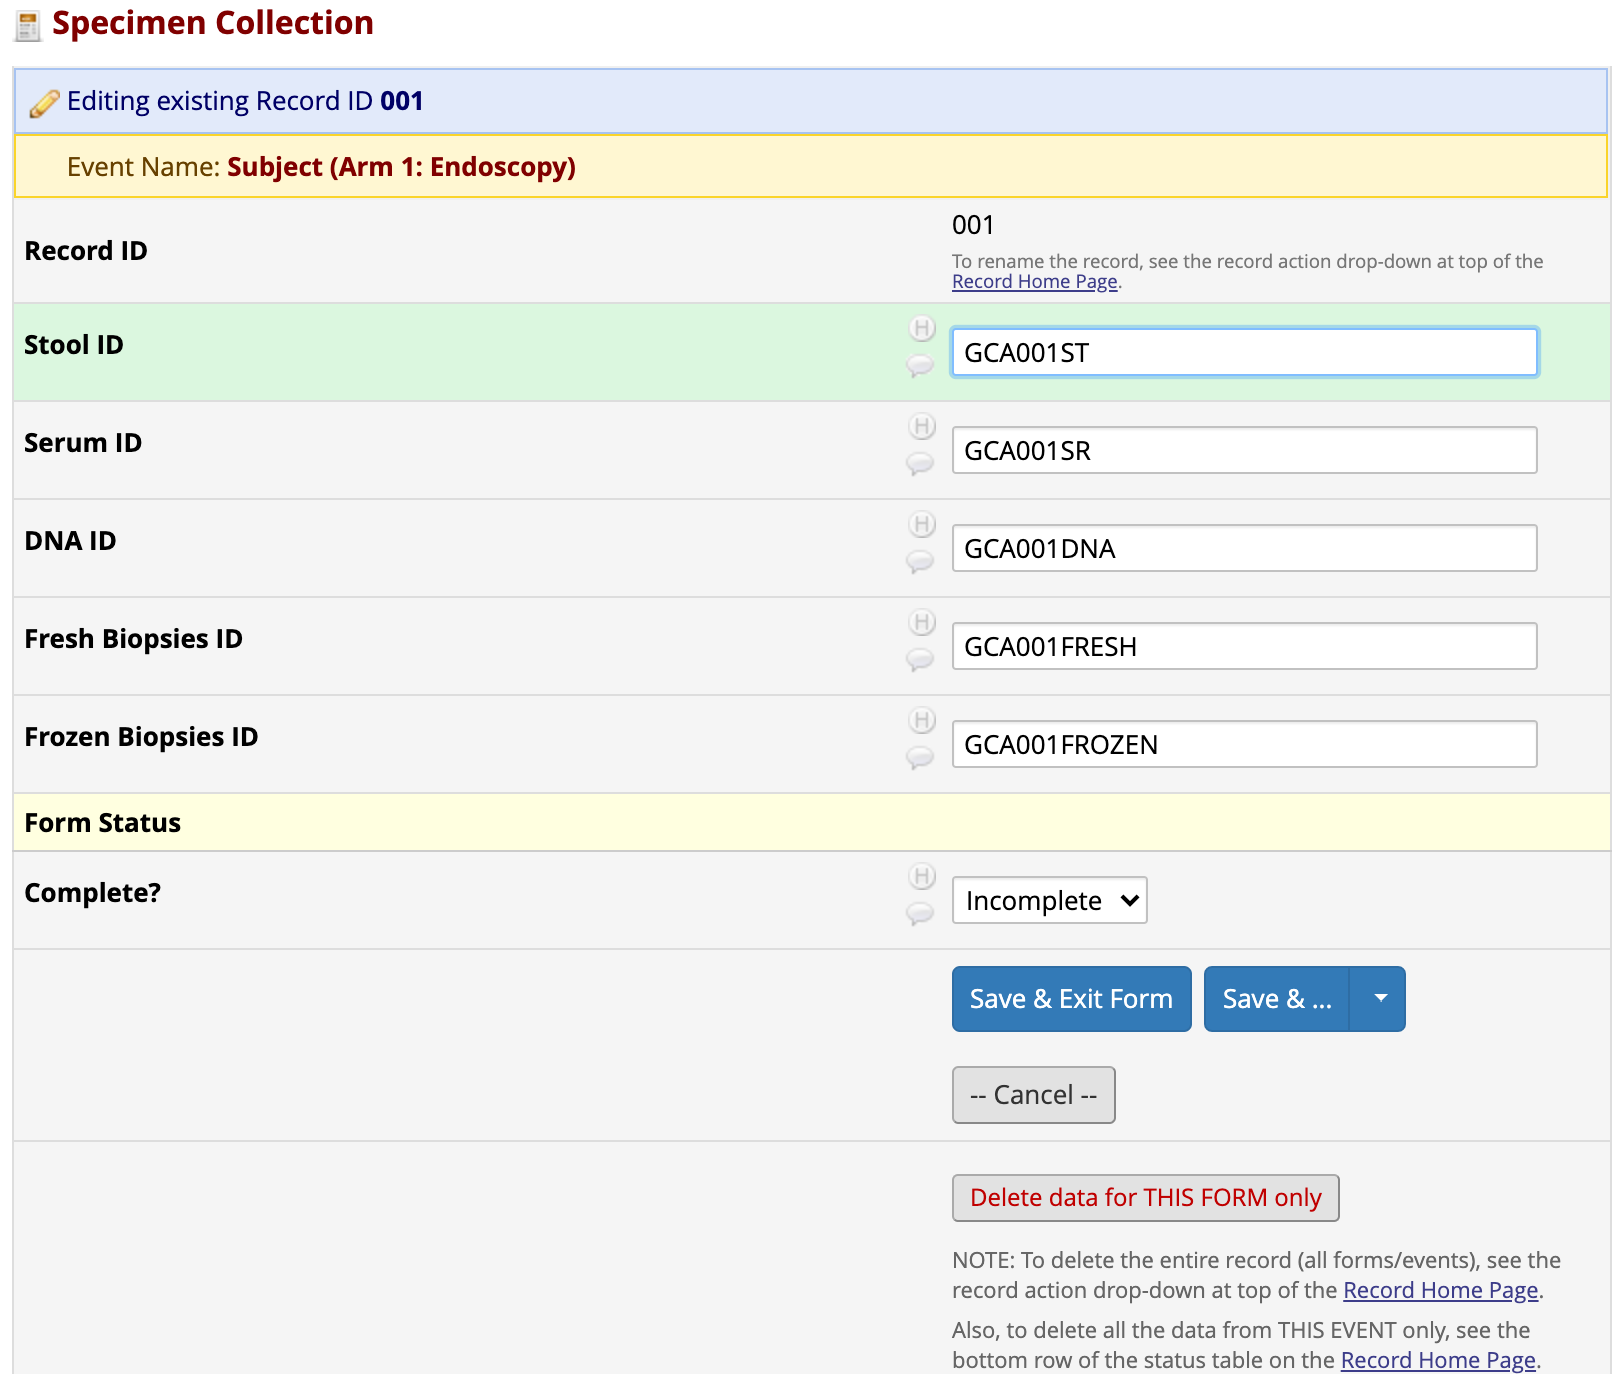 Specimen Collection
Editing existing Record ID 001
Event Name: Subject (Arm 1: Endoscopy)
Record ID
001
To rename the record, see the record action drop-down at top of the
Record Home Page.
Stool ID
H
GCA001ST
Serum ID
H
GCA001SR
DNA ID
H
GCA001DNA
Fresh Biopsies ID
H
GCA001FRESH
Frozen Biopsies ID
H
GCA001FROZEN
Form Status
Complete?
H
Incomplete
Save & Exit Form
Save & ...
-- Cancel --
Delete data for THIS FORM only
NOTE: To delete the entire record (all forms/events), see the
record action drop-down at top of the Record Home Page.
Also, to delete all the data from THIS EVENT only, see the
bottom row of the status table on the Record Home Page.